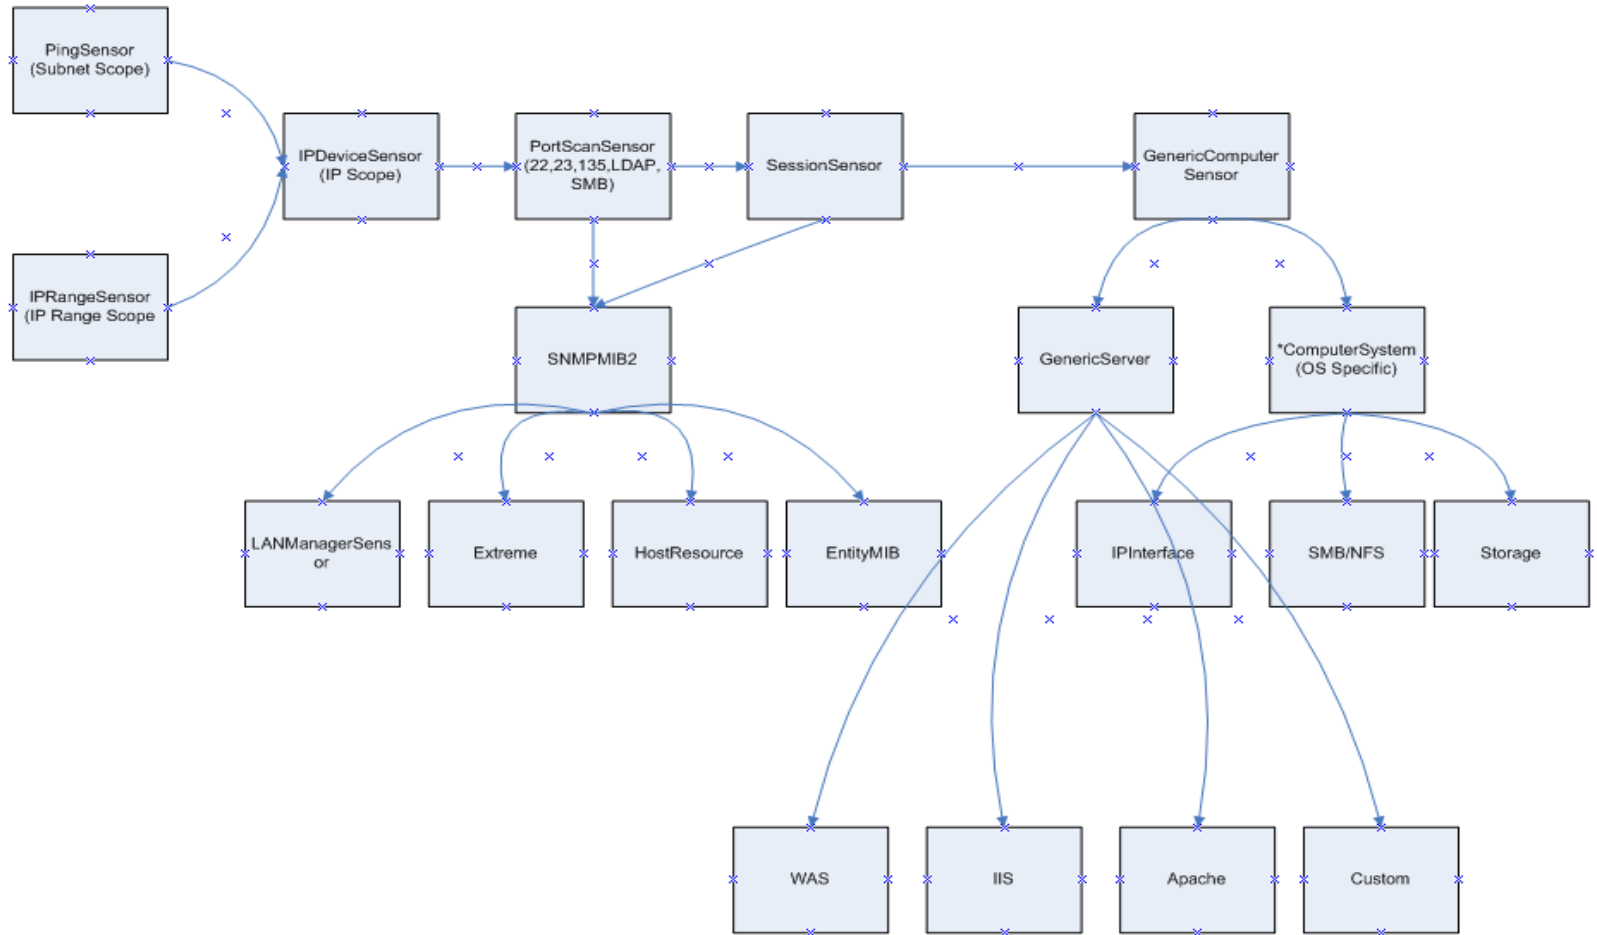 PingSensor
(Subnet Scope)
IPDeviceSensor
(IP Scope)
PortScanSensor
(22,23,135,LDAP,
SMB)
SessionSensor
GenericComputer
Sensor
IPRangeSensor
(IP Range Scope
SNMPMIB2
GenericServer
*ComputerSystem
(OS Specific)
LANManagerSens
or
Extreme
HostResource
EntityMIB
IPInterface
SMB/NFS
Storage
WAS
IIS
Apache
Custom